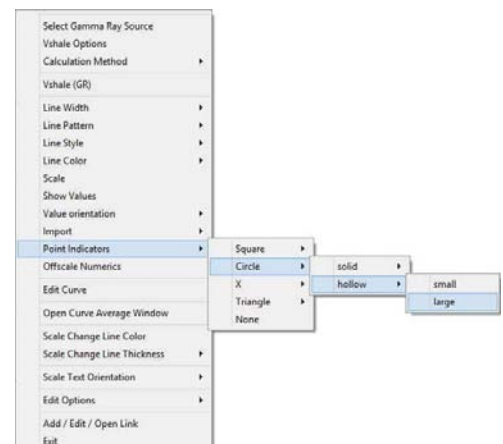 Select Gamma Ray Source
Vshale Options
Calculation Method
Vshale (GR)
Line Width
Line Pattern
Line Style
Line Color
Scale
Show Values
Value orientation
Import
Point Indicators
Offscale Numerics
Edit Curve
Open Curve Average Window
Scale Change Line Color
Scale Change Line Thickness
Scale Text Orientation
Edit Options
Add / Edit / Open Link
Exit
Square
Circle
X
Triangle
None
solid
hollow
small
large